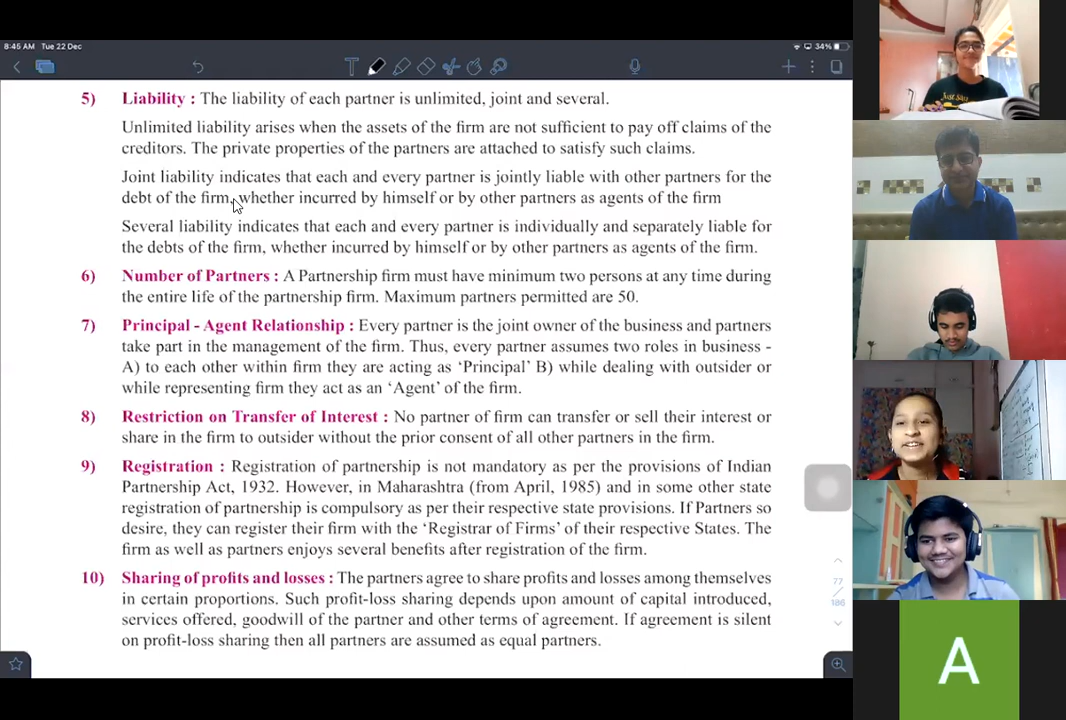 8:45 AM Tue 22 Dec
34%
5) Liability : The liability of each partner is unlimited, joint and several.
Unlimited liability arises when the assets of the firm are not sufficient to pay off claims of the
creditors. The private properties of the partners are attached to satisfy such claims.
Joint liability indicates that each and every partner is jointly liable with other partners for the
debt of the firm, whether incurred by himself or by other partners as agents of the firm
Several liability indicates that each and every partner is individually and separately liable for
the debts of the firm, whether incurred by himself or by other partners as agents of the firm.
6) Number of Partners : A Partnership firm must have minimum two persons at any time during
the entire life of the partnership firm. Maximum partners permitted are 50.
7) Principal - Agent Relationship : Every partner is the joint owner of the business and partners
take part in the management of the firm. Thus, every partner assumes two roles in business -
A) to each other within firm they are acting as ‘Principal’ B) while dealing with outsider or
while representing firm they act as an ‘Agent’ of the firm.
8) Restriction on Transfer of Interest : No partner of firm can transfer or sell their interest or
share in the firm to outsider without the prior consent of all other partners in the firm.
9) Registration : Registration of partnership is not mandatory as per the provisions of Indian
Partnership Act, 1932. However, in Maharashtra (from April, 1985) and in some other state
registration of partnership is compulsory as per their respective state provisions. If Partners so
desire, they can register their firm with the ‘Registrar of Firms’ of their respective States. The
firm as well as partners enjoys several benefits after registration of the firm.
10) Sharing of profits and losses : The partners agree to share profits and losses among themselves
in certain proportions. Such profit-loss sharing depends upon amount of capital introduced,
services offered, goodwill of the partner and other terms of agreement. If agreement is silent
on profit-loss sharing then all partners are assumed as equal partners.
77
/
186
A